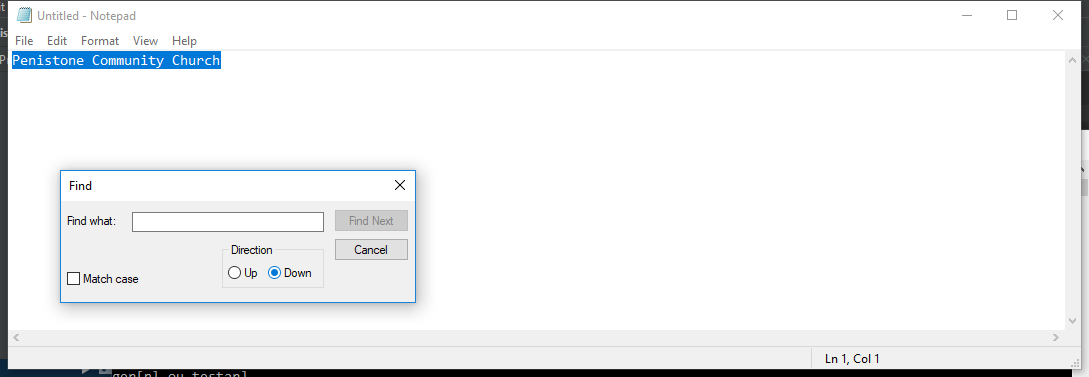 Untitled - Notepad
File Edit Format View Help
Penistone Community Church
Find
Find what:
Find Next
Cancel
Direction
Up Down
Match case
Ln 1, Col 1